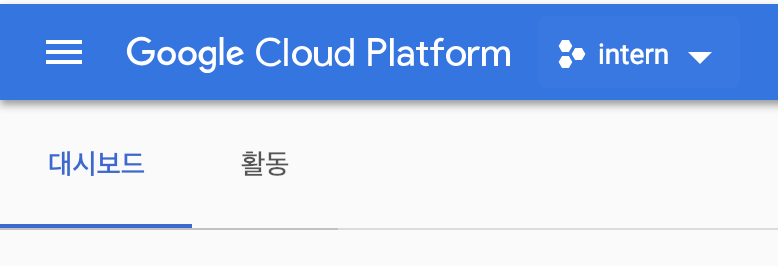 Google Cloud Platform intern
대시보드 활동